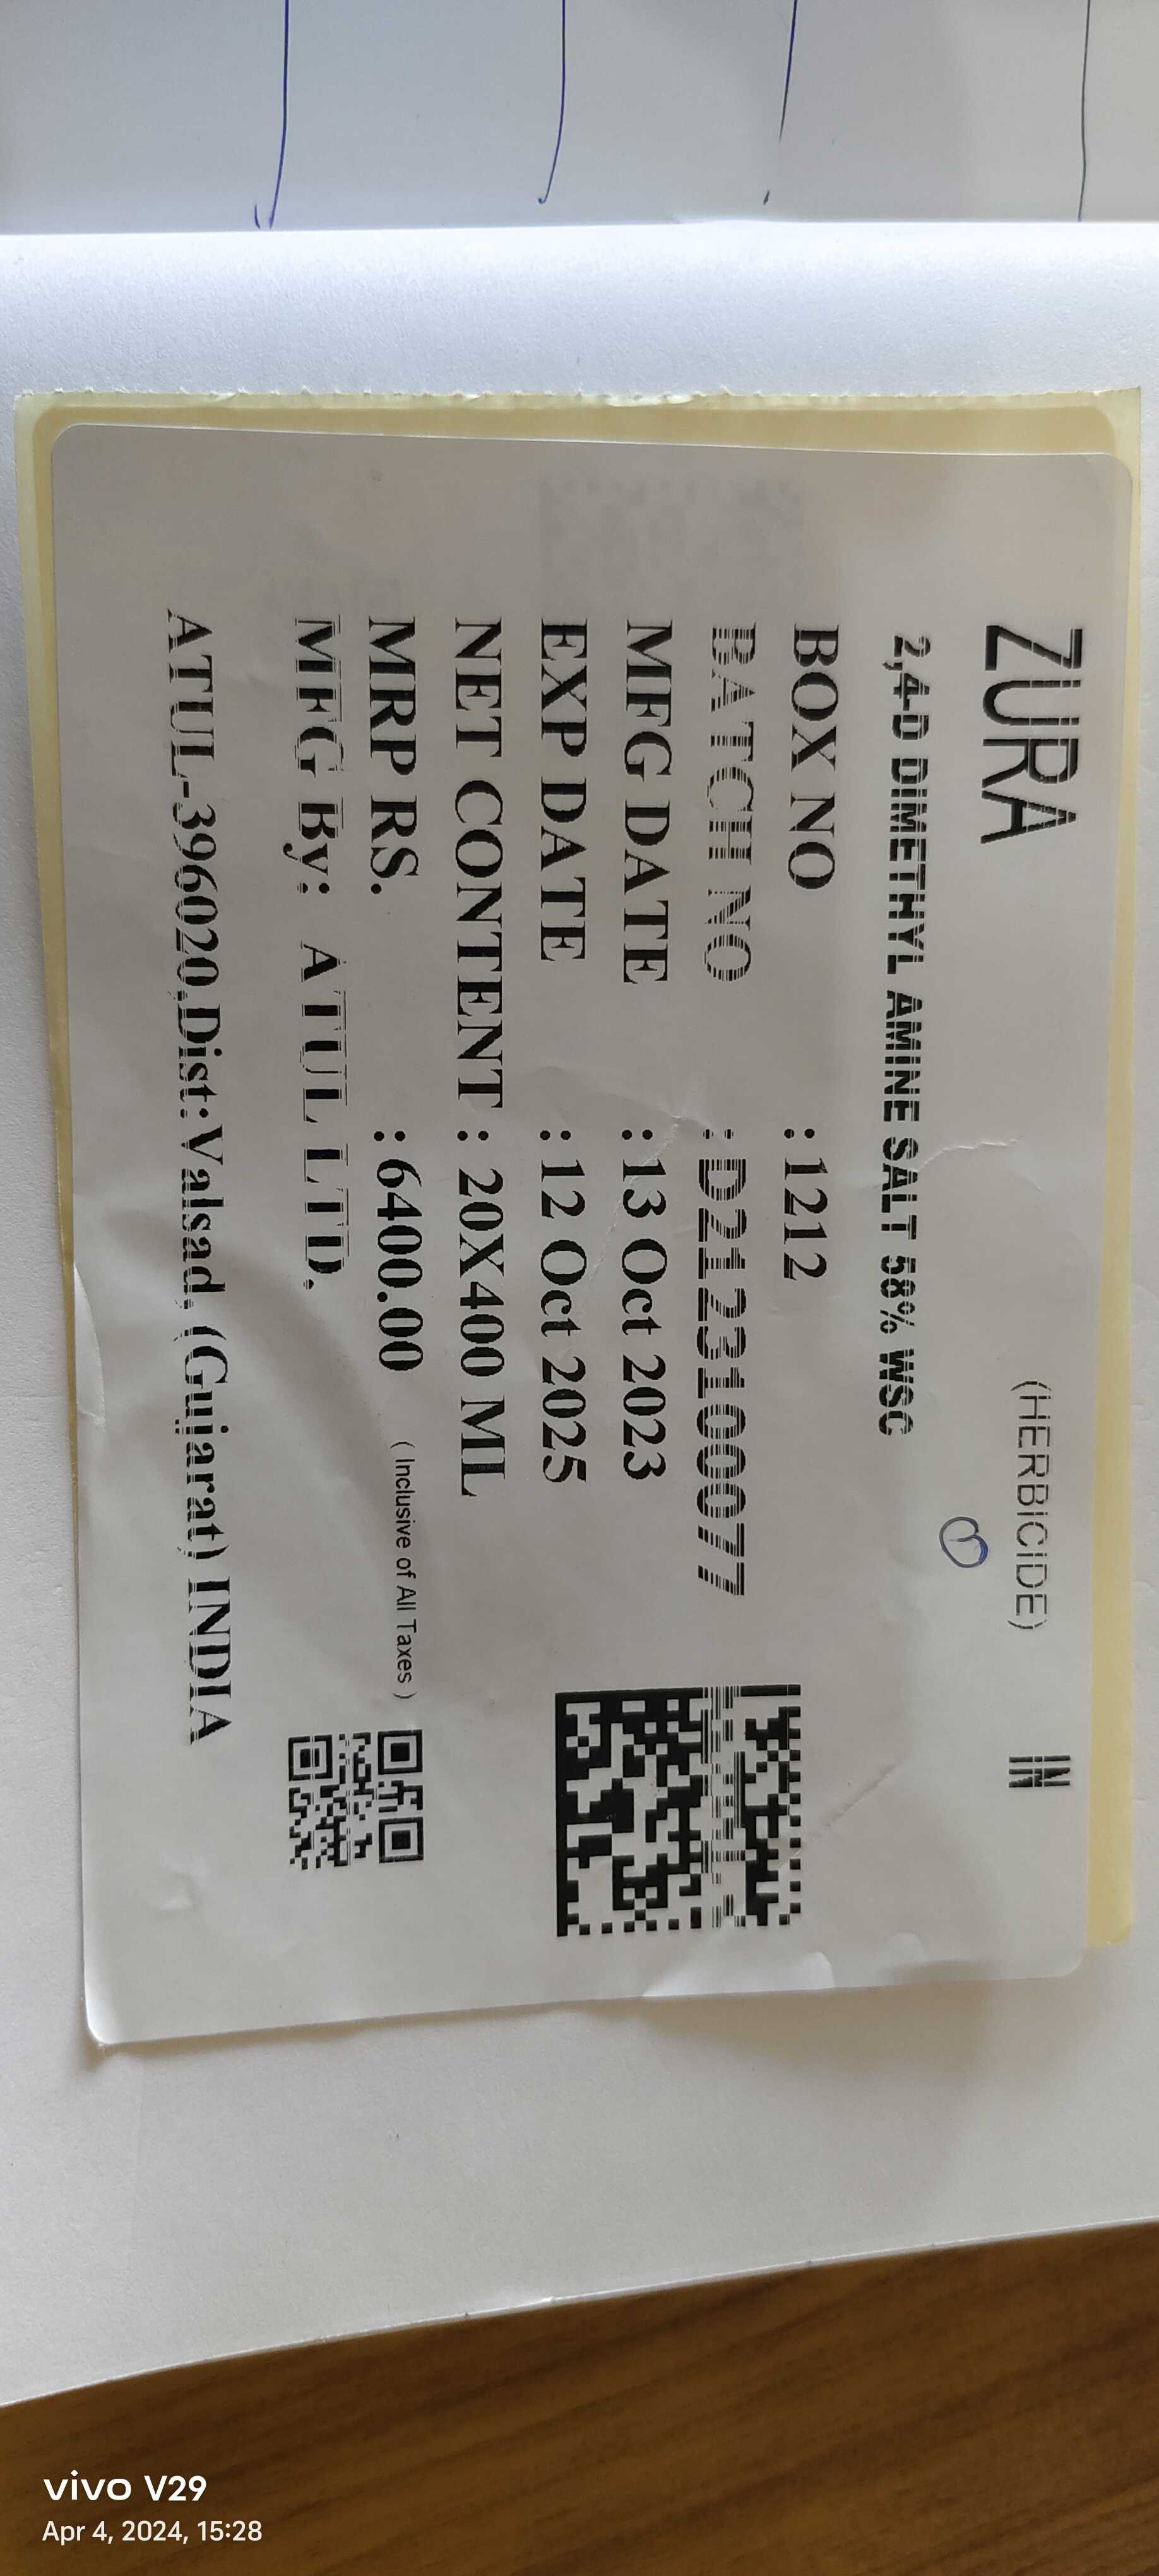 ZURA (HERBICIDE) IN
2,4-D DIMETHYL AMINE SALT 58% WSC
BOX NO : 1212
BATCH NO : D2123100077
MFG DATE : 13 Oct 2023
EXP DATE : 12 Oct 2025
NET CONTENT : 20X400 ML
MRP RS. : 6400.00 ( Inclusive of All Taxes )
MFG By: ATUL LTD.
ATUL-396020,Dist:Valsad, (Gujarat) INDIA
vivo V29
Apr 4, 2024, 15:28